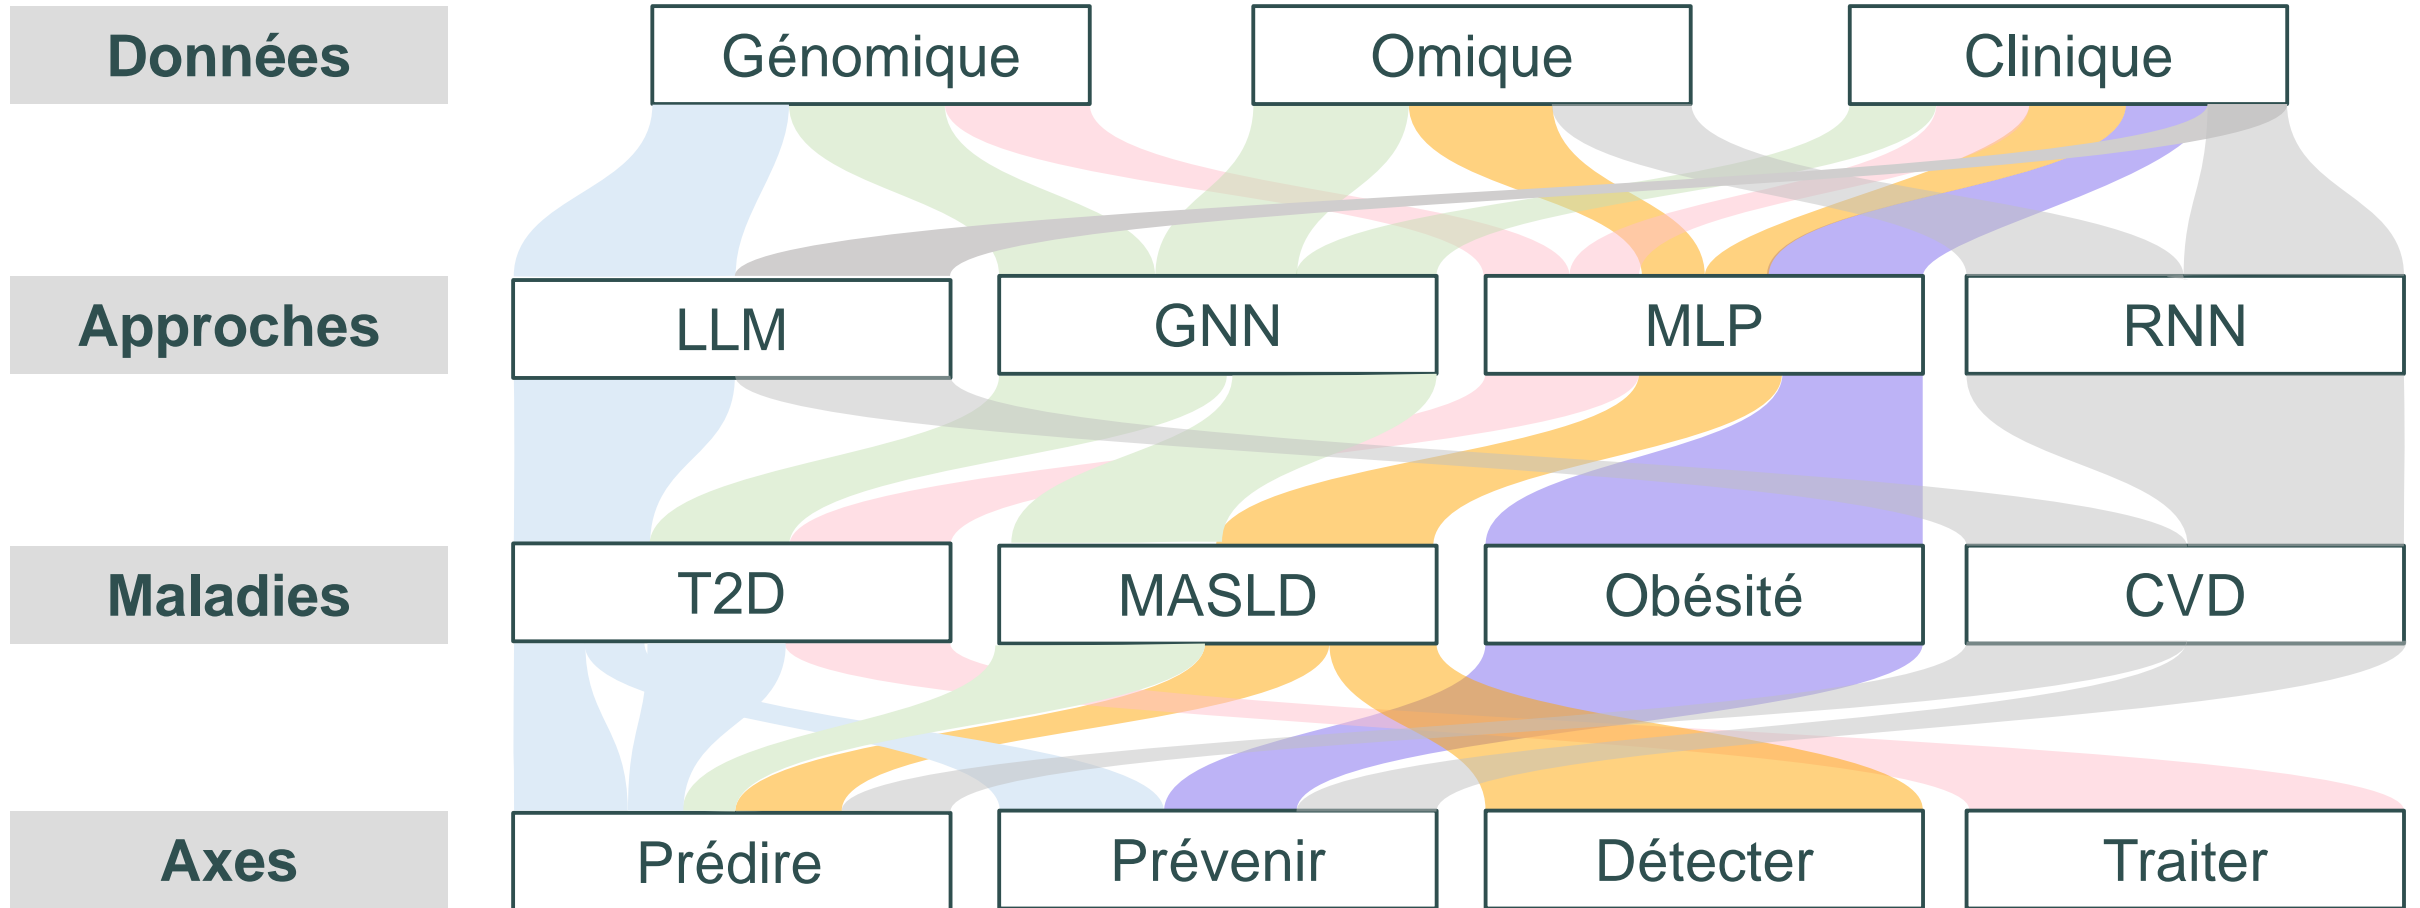 Données
Génomique
Omique
Clinique
Approches
LLM
GNN
MLP
RNN
Maladies
T2D
MASLD
Obésité
CVD
Axes
Prédire
Prévenir
Détecter
Traiter